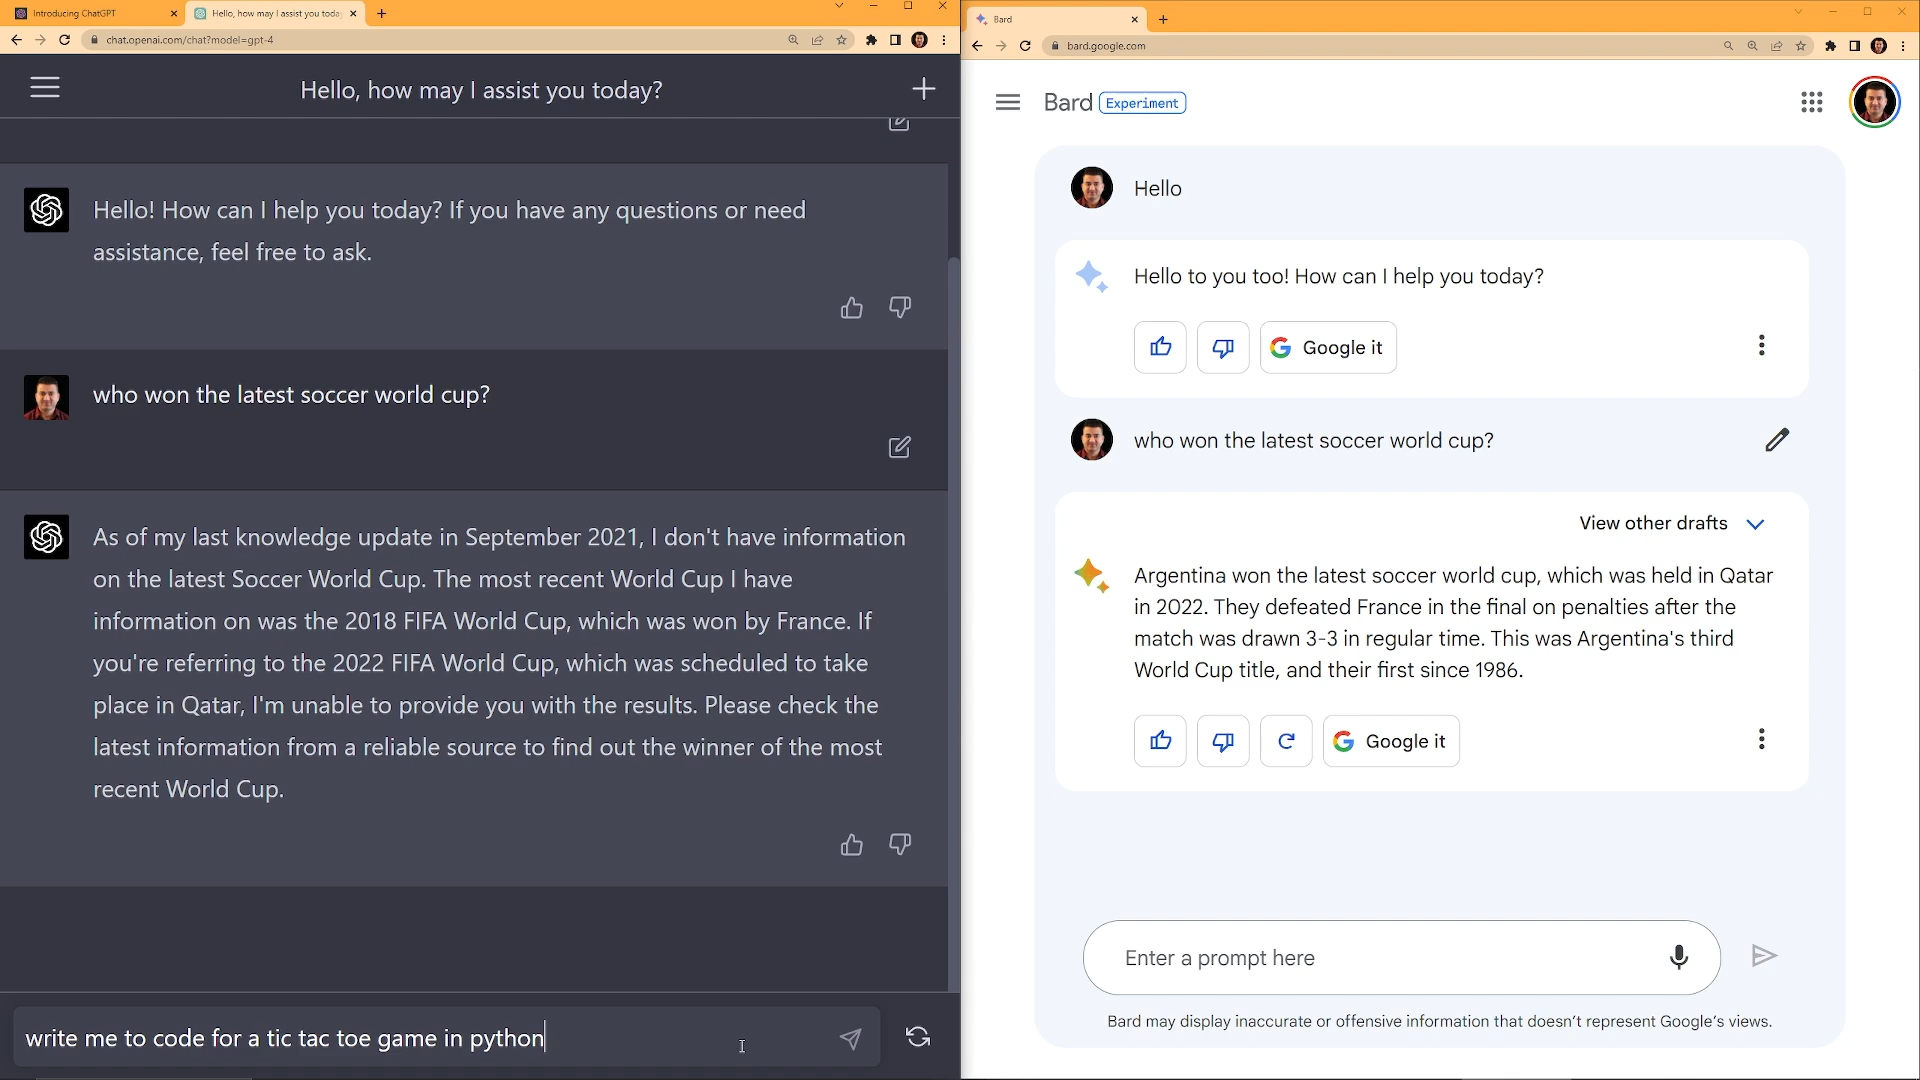 Introducing ChatGPT
Hello, how may I assist you today
chat.openai.com/chat?model=gpt-4
Hello, how may I assist you today?
Hello! How can I help you today? If you have any questions or need
assistance, feel free to ask.
who won the latest soccer world cup?
As of my last knowledge update in September 2021, I don't have information
on the latest Soccer World Cup. The most recent World Cup I have
information on was the 2018 FIFA World Cup, which was won by France. If
you're referring to the 2022 FIFA World Cup, which was scheduled to take
place in Qatar, I'm unable to provide you with the results. Please check the
latest information from a reliable source to find out the winner of the most
recent World Cup.
write me to code for a tic tac toe game in python
Bard
bard.google.com
Bard Experiment
Hello
Hello to you too! How can I help you today?
Google it
who won the latest soccer world cup?
View other drafts
Argentina won the latest soccer world cup, which was held in Qatar
in 2022. They defeated France in the final on penalties after the
match was drawn 3-3 in regular time. This was Argentina's third
World Cup title, and their first since 1986.
Google it
Enter a prompt here
Bard may display inaccurate or offensive information that doesn't represent Google's views.